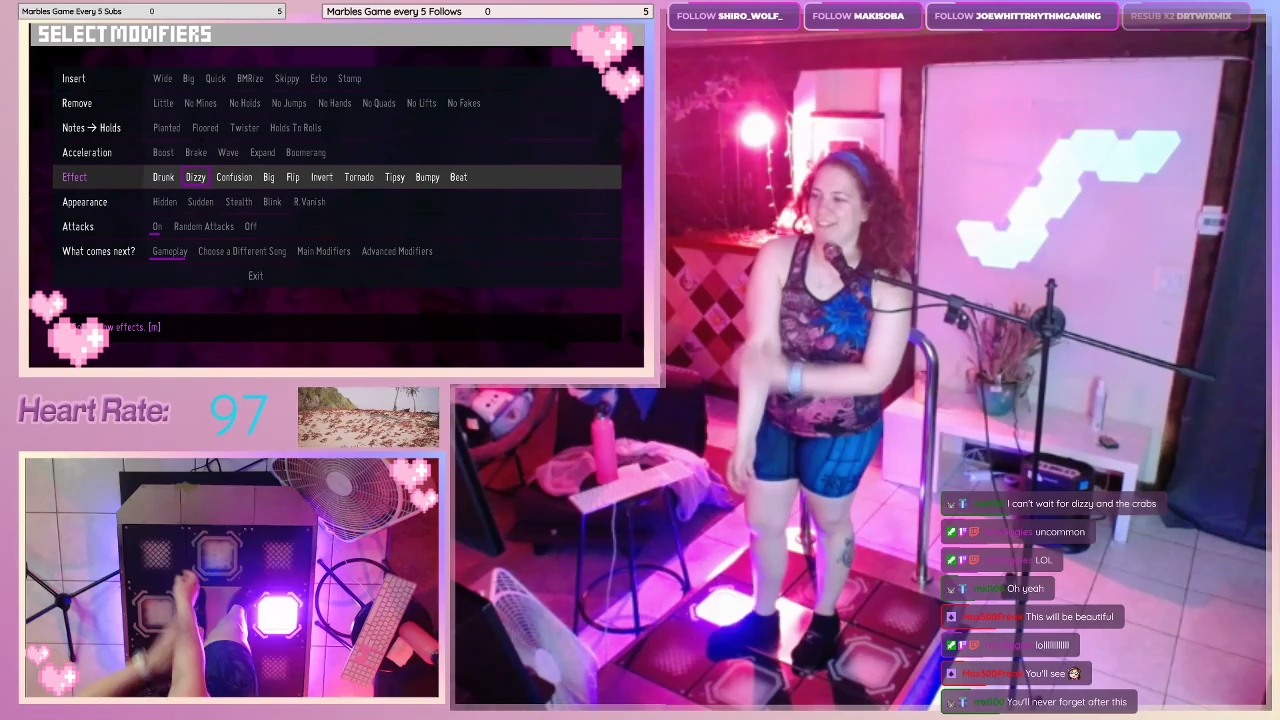 Marbles Game Every 5 Subs 0 5
Marbles Game every 5 Follows 0 5
FOLLOW SHIRO_WOLF_
FOLLOW MAKISOBA
FOLLOW JOEWHITTRHYTHMGAMING
RESUB X2 DRTWIXMIX
SELECT MODIFIERS
Insert Wide Big Quick BMRize Skippy Echo Stomp
Remove Little No Mines No Holds No Jumps No Hands No Quads No Lifts No Fakes
Notes → Holds Planted Floored Twister Holds To Rolls
Acceleration Boost Brake Wave Expand Boomerang
Effect Drunk Dizzy Confusion Big Flip Invert Tornado Tipsy Bumpy Beat
Appearance Hidden Sudden Stealth Blink R.Vanish
Attacks On Random Attacks Off
What comes next? Gameplay Choose a Different Song Main Modifiers Advanced Modifiers
Exit
effects. [m]
Heart Rate: 97
I can't wait for dizzy and the crabs
uncommon
LOL
Oh yeah
This will be beautiful
lolllllllllllll
You'll see
You'll never forget after this